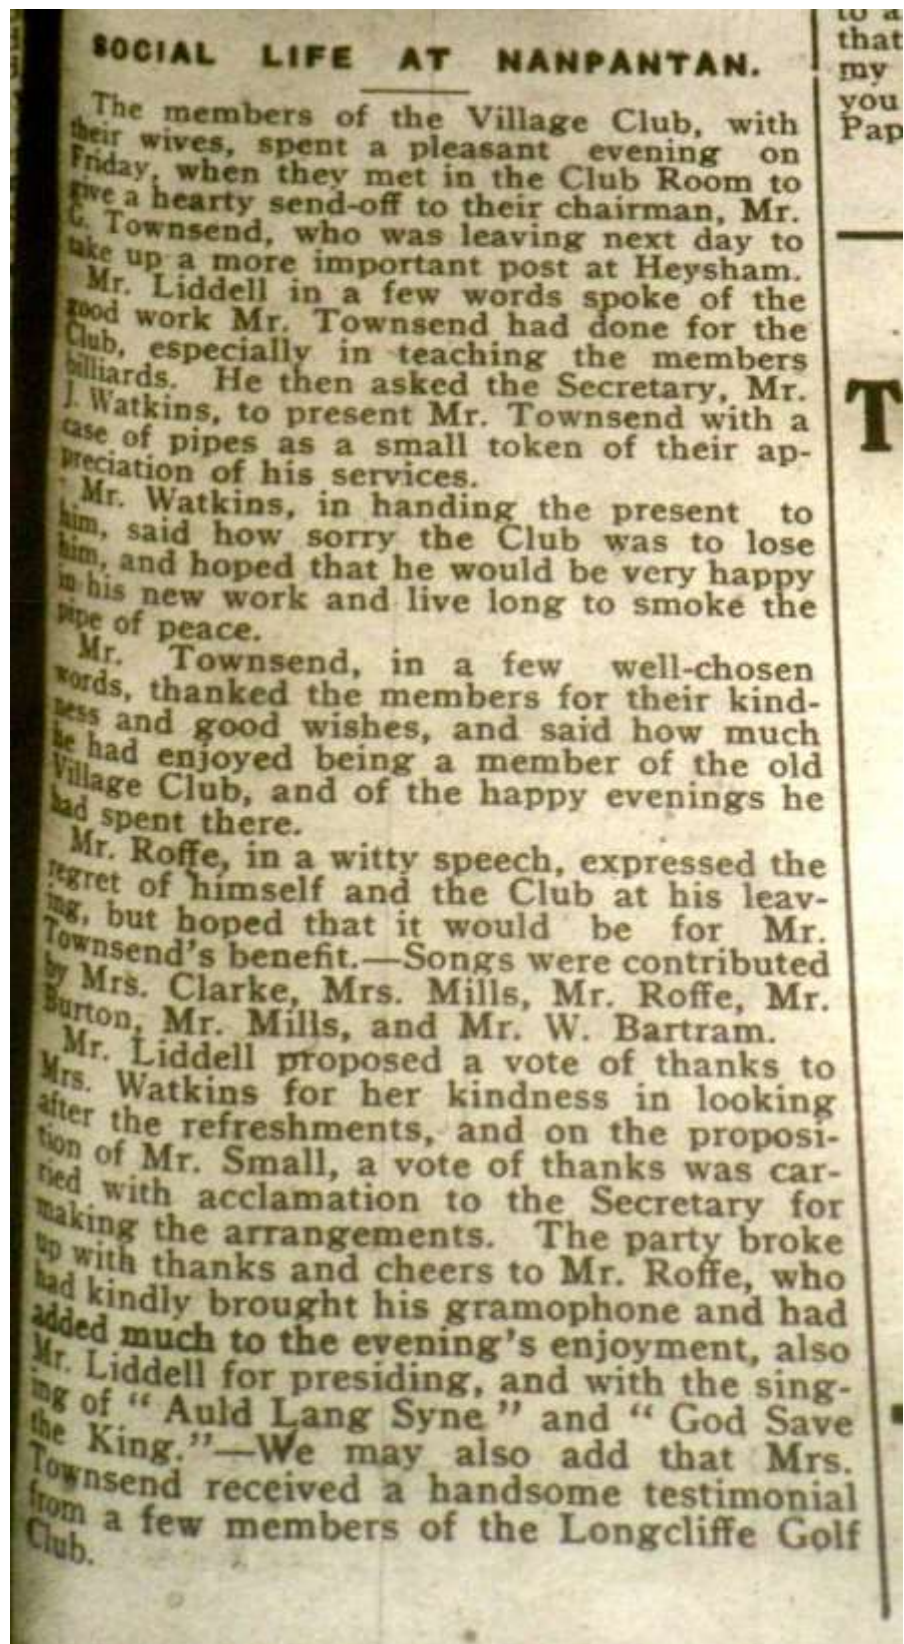 SOCIAL LIFE AT NANPANTAN.
The members of the Village Club, with
their wives, spent a pleasant evening on
Friday, when they met in the Club Room to
give a hearty send-off to their chairman, Mr.
G. Townsend, who was leaving next day to
take up a more important post at Heysham.
Mr. Liddell in a few words spoke of the
good work Mr. Townsend had done for the
Club, especially in teaching the members
billiards. He then asked the Secretary, Mr.
J. Watkins, to present Mr. Townsend with a
case of pipes as a small token of their ap-
preciation of his services.
Mr. Watkins, in handing the present to
him, said how sorry the Club was to lose
him, and hoped that he would be very happy
in his new work and live long to smoke the
pipe of peace.
Mr. Townsend, in a few well-chosen
words, thanked the members for their kind-
ness and good wishes, and said how much
he had enjoyed being a member of the old
Village Club, and of the happy evenings he
had spent there.
Mr. Roffe, in a witty speech, expressed the
regret of himself and the Club at his leav-
ing, but hoped that it would be for Mr.
Townsend's benefit.—Songs were contributed
by Mrs. Clarke, Mrs. Mills, Mr. Roffe, Mr.
Burton, Mr. Mills, and Mr. W. Bartram.
Mr. Liddell proposed a vote of thanks to
Mrs. Watkins for her kindness in looking
after the refreshments, and on the proposi-
tion of Mr. Small, a vote of thanks was car-
ried with acclamation to the Secretary for
making the arrangements. The party broke
up with thanks and cheers to Mr. Roffe, who
had kindly brought his gramophone and had
added much to the evening's enjoyment, also
Mr. Liddell for presiding, and with the sing-
ing of "Auld Lang Syne" and "God Save
the King."—We may also add that Mrs.
Townsend received a handsome testimonial
from a few members of the Longcliffe Golf
Club.
that
my
you
Pap
T